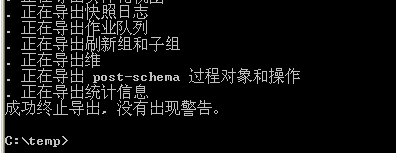 . 正在导出快照日志
. 正在导出作业队列
. 正在导出刷新组和子组
. 正在导出维
. 正在导出 post-schema 过程对象和操作
. 正在导出统计信息
成功终止导出, 没有出现警告。
C:\temp>